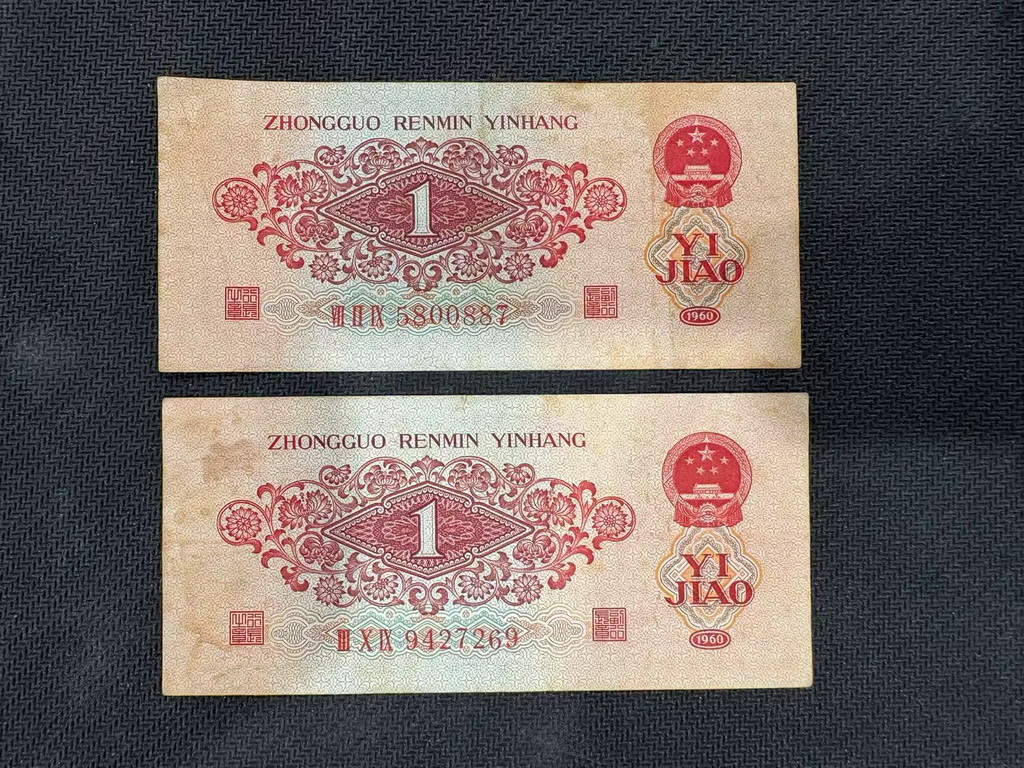 ZHONGGUO RENMIN YINHANG
1
YI
JIAO
VIII II IX 5800887
1960
ZHONGGUO RENMIN YINHANG
1
YI
JIAO
III X IX 9427269
1960